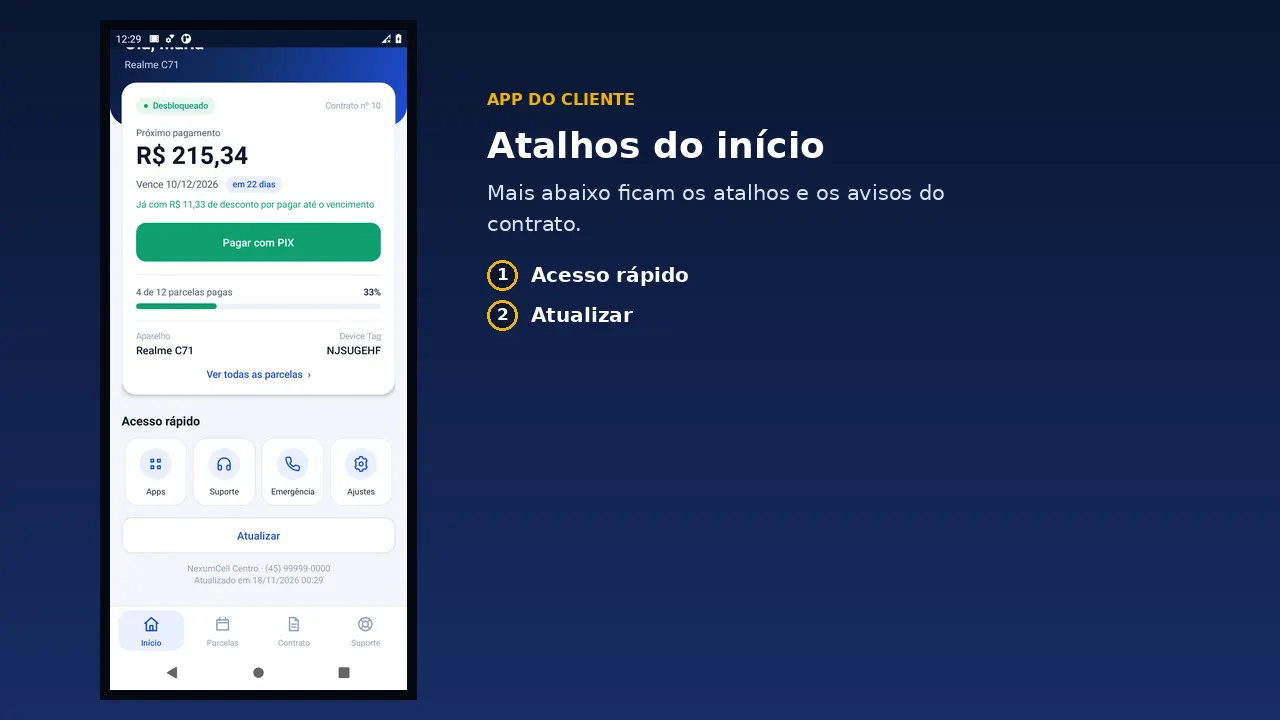 12:29
Realme C71
Desbloqueado
Contrato nº 10
Próximo pagamento
R$ 215,34
Vence 10/12/2026 em 22 dias
Já com R$ 11,33 de desconto por pagar até o vencimento
Pagar com PIX
4 de 12 parcelas pagas 33%
Aparelho Device Tag
Realme C71 NJSUGEHF
Ver todas as parcelas ›
Acesso rápido
Apps Suporte Emergência Ajustes
Atualizar
NexumCell Centro · (45) 99999-0000
Atualizado em 18/11/2026 00:29
Início Parcelas Contrato Suporte
APP DO CLIENTE
Atalhos do início
Mais abaixo ficam os atalhos e os avisos do
contrato.
1 Acesso rápido
2 Atualizar